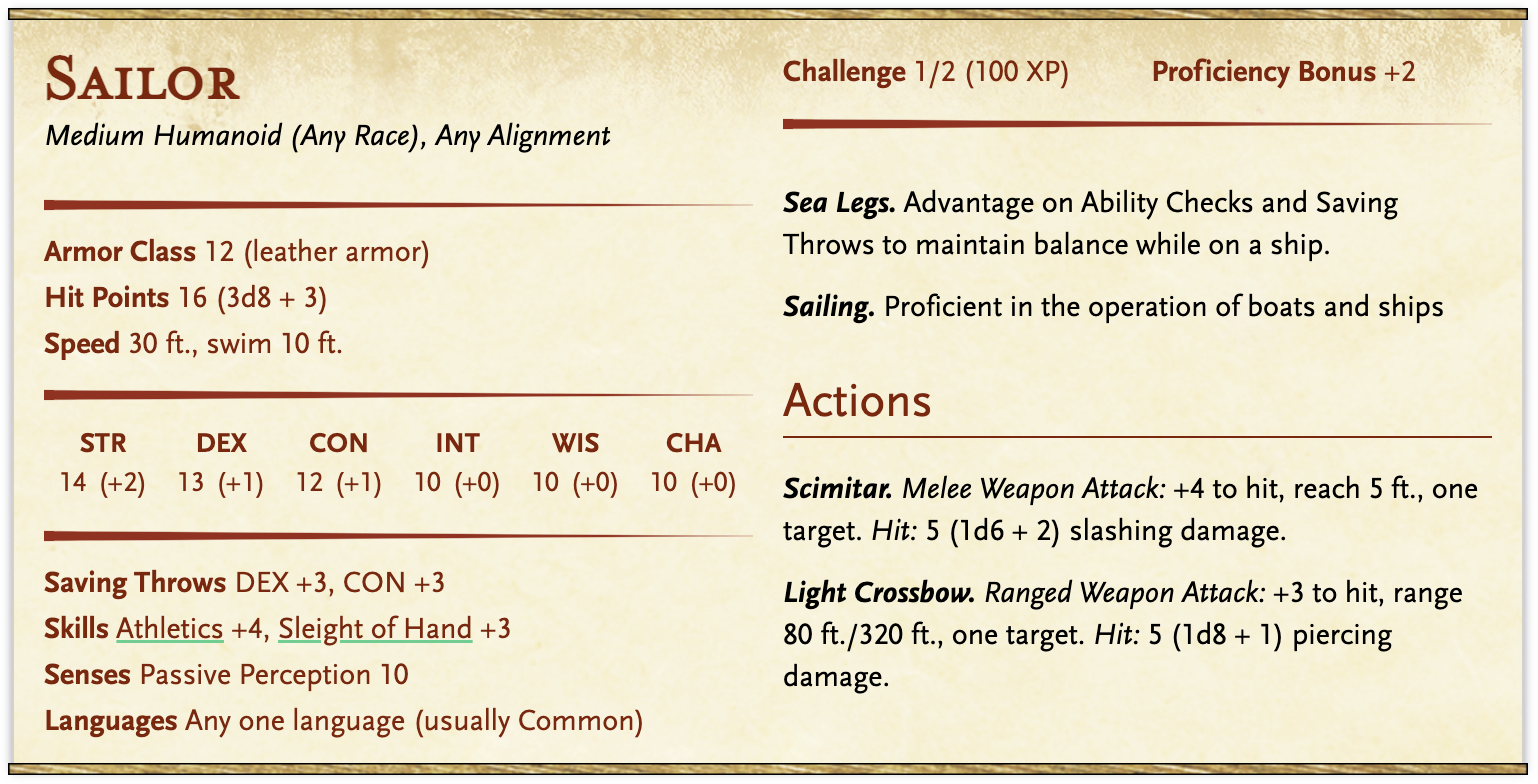 Sailor
Medium Humanoid (Any Race), Any Alignment
Armor Class 12 (leather armor)
Hit Points 16 (3d8 + 3)
Speed 30 ft., swim 10 ft.
STR DEX CON INT WIS CHA
14 (+2) 13 (+1) 12 (+1) 10 (+0) 10 (+0) 10 (+0)
Saving Throws DEX +3, CON +3
Skills Athletics +4, Sleight of Hand +3
Senses Passive Perception 10
Languages Any one language (usually Common)
Challenge 1/2 (100 XP) Proficiency Bonus +2
Sea Legs. Advantage on Ability Checks and Saving
Throws to maintain balance while on a ship.
Sailing. Proficient in the operation of boats and ships
Actions
Scimitar. Melee Weapon Attack: +4 to hit, reach 5 ft., one
target. Hit: 5 (1d6 + 2) slashing damage.
Light Crossbow. Ranged Weapon Attack: +3 to hit, range
80 ft./320 ft., one target. Hit: 5 (1d8 + 1) piercing
damage.